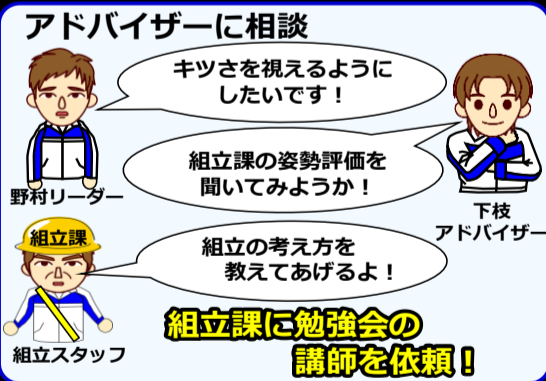 アドバイザーに相談
キツさを視えるように
したいです！
野村リーダー
組立課の姿勢評価を
聞いてみようか！
下枝
アドバイザー
組立課
組立の考え方を
教えてあげるよ！
組立スタッフ
組立課に勉強会の
講師を依頼！